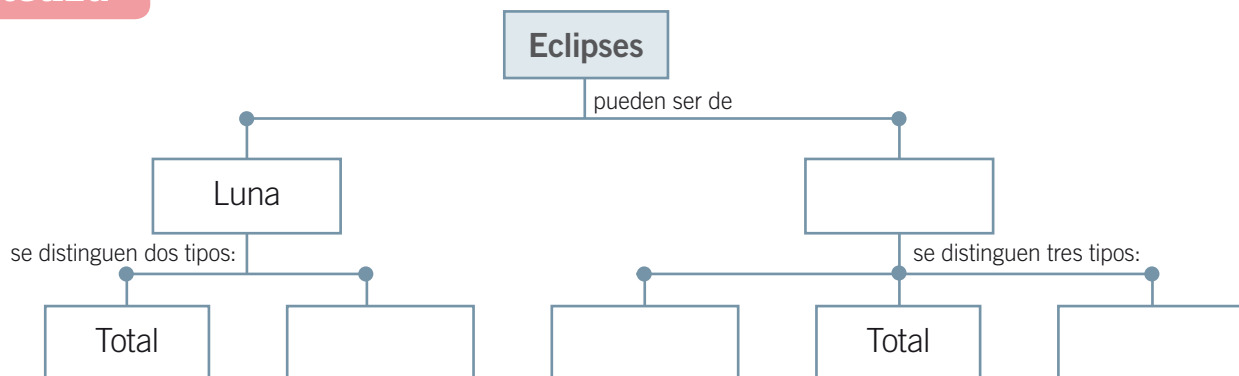 Eclipses
pueden ser de
Luna
se distinguen dos tipos:
se distinguen tres tipos:
Total
Total